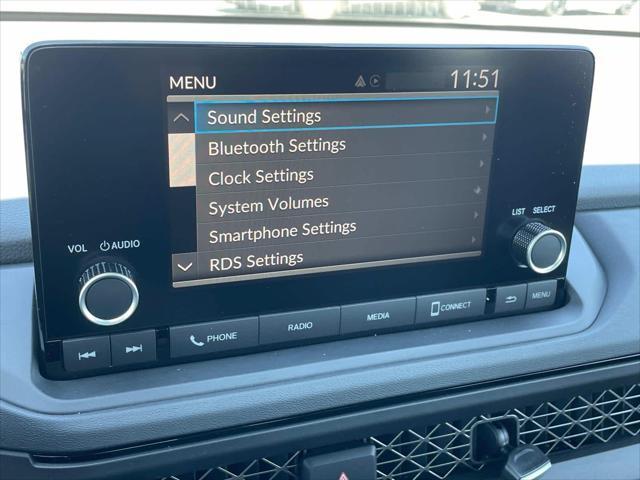 MENU 11:51
Sound Settings
Bluetooth Settings
Clock Settings
System Volumes
Smartphone Settings
RDS Settings
VOL AUDIO
LIST SELECT
PHONE RADIO MEDIA CONNECT MENU